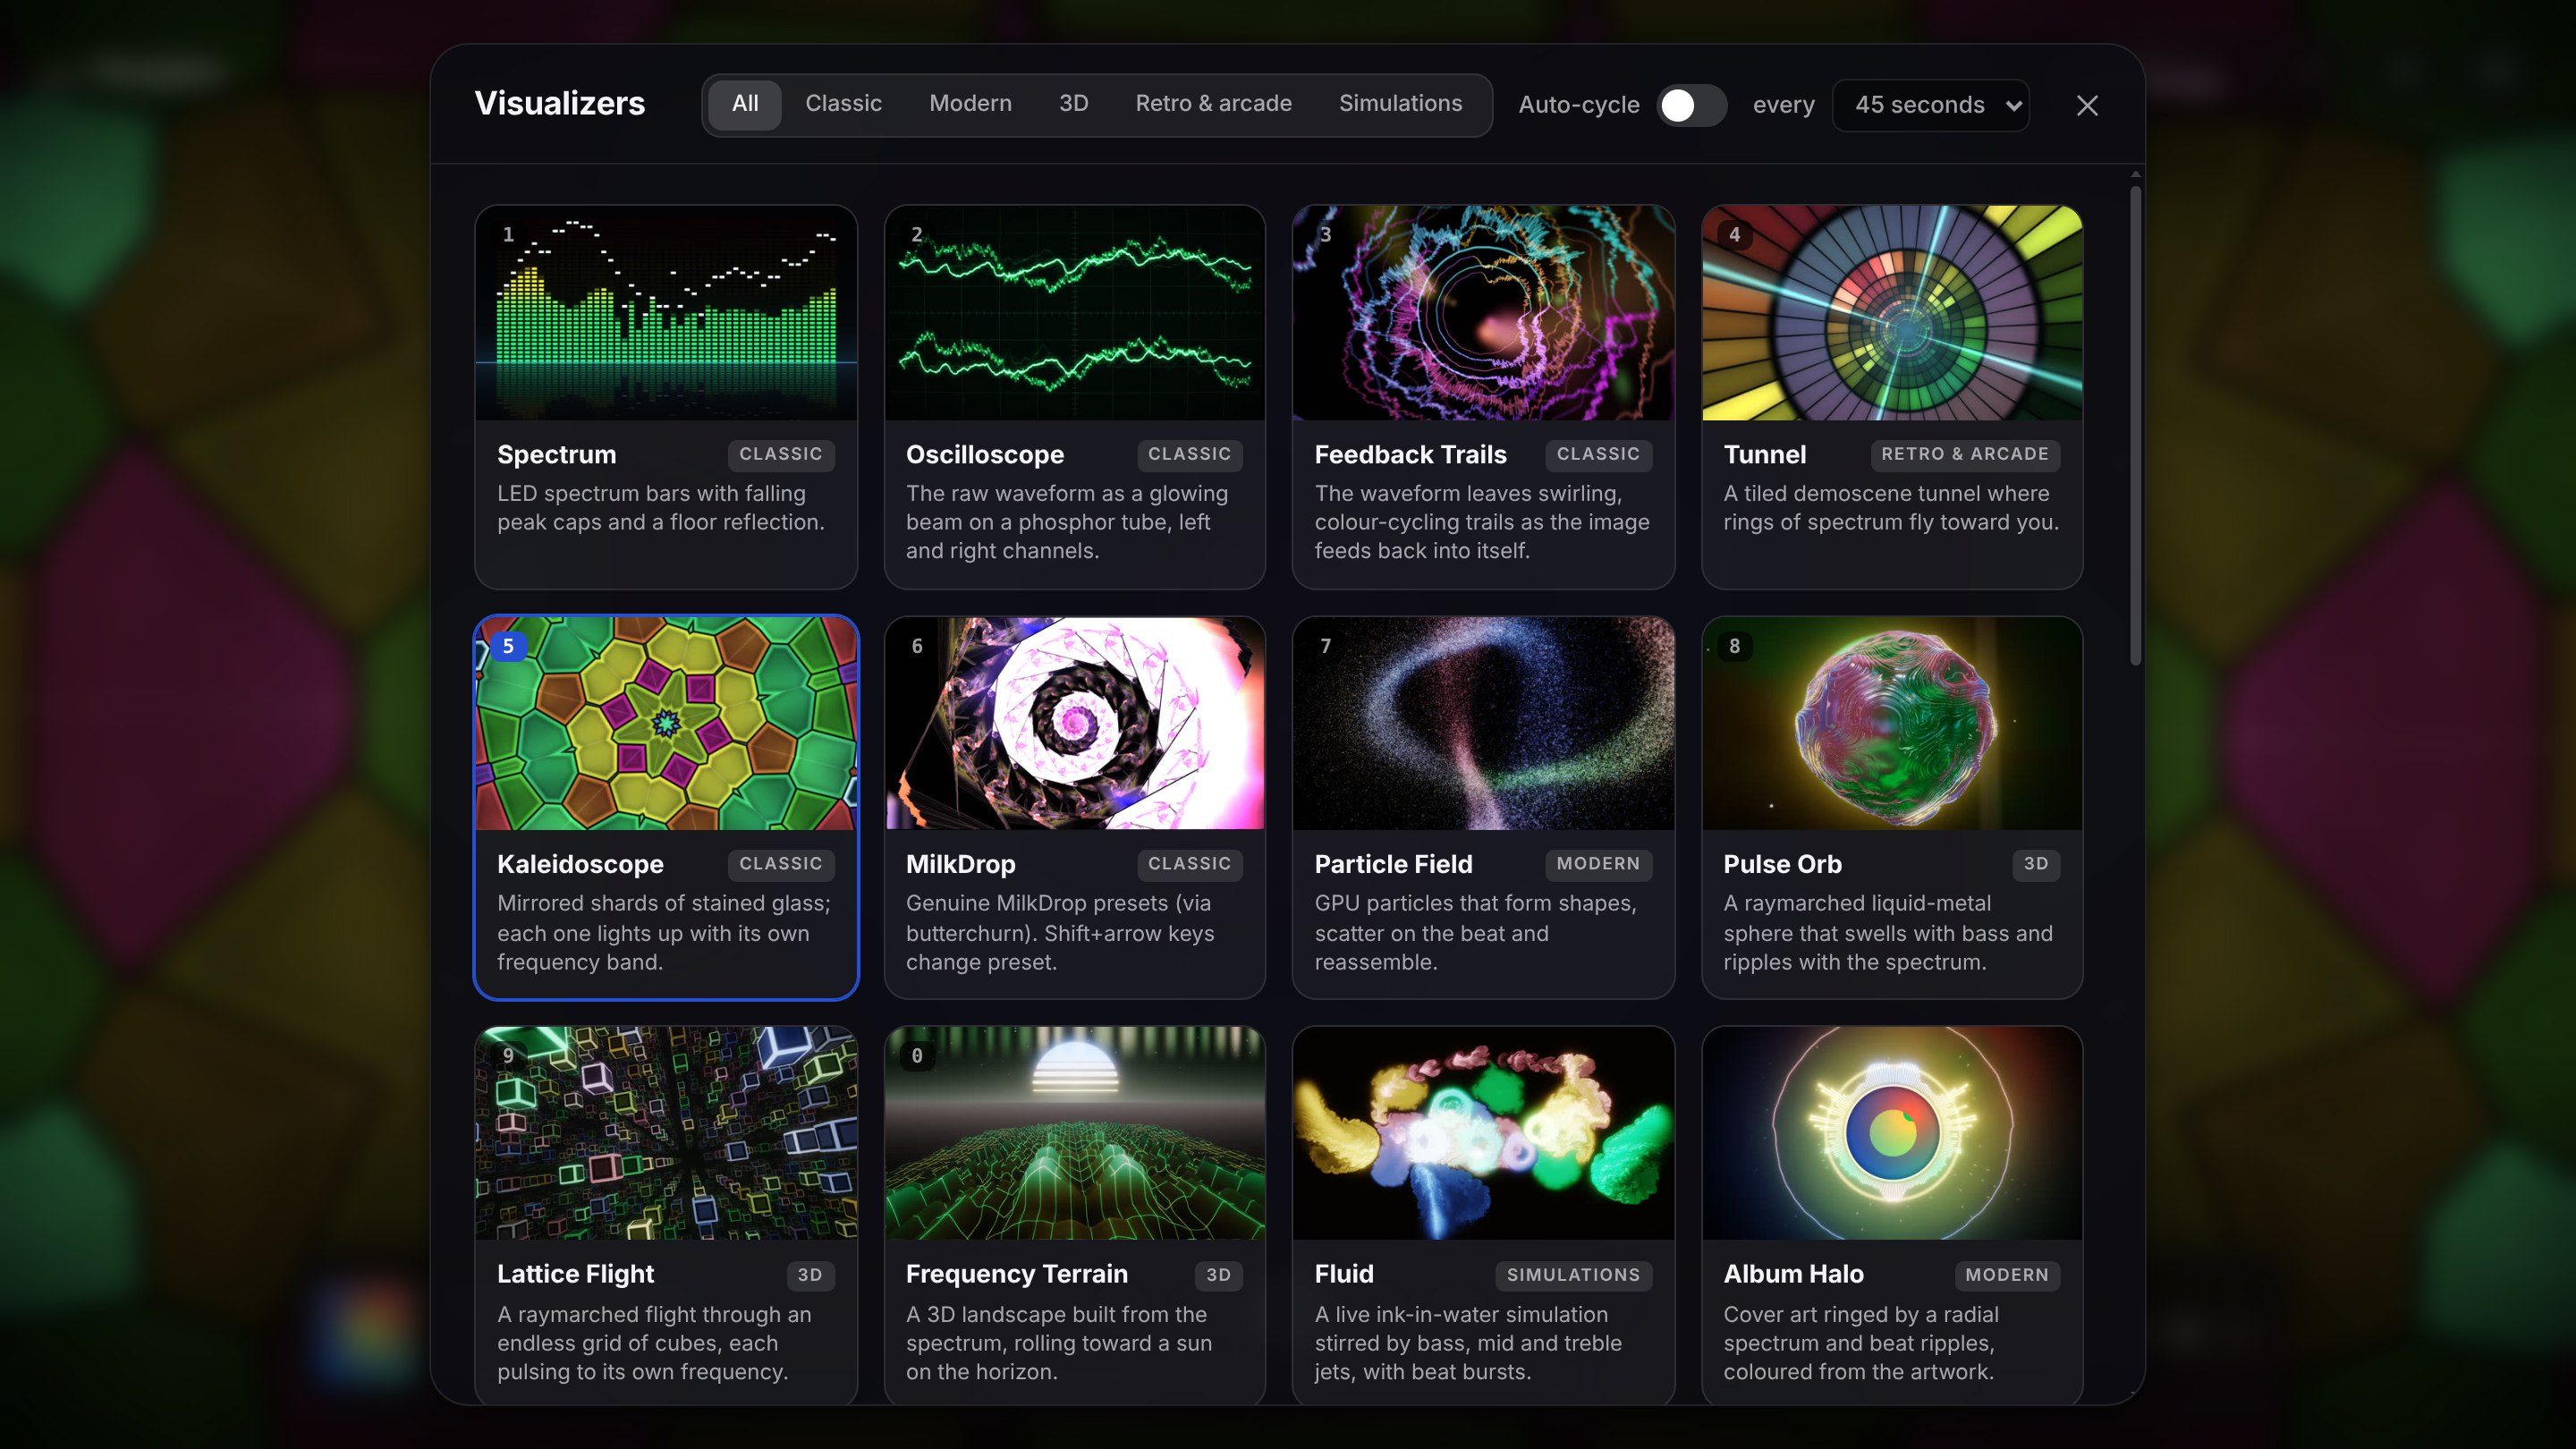 Visualizers
All Classic Modern 3D Retro & arcade Simulations
Auto-cycle every 45 seconds
1
2
3
4
Spectrum CLASSIC
LED spectrum bars with falling
peak caps and a floor reflection.
Oscilloscope CLASSIC
The raw waveform as a glowing
beam on a phosphor tube, left
and right channels.
Feedback Trails CLASSIC
The waveform leaves swirling,
colour-cycling trails as the image
feeds back into itself.
Tunnel RETRO & ARCADE
A tiled demoscene tunnel where
rings of spectrum fly toward you.
5
6
7
8
Kaleidoscope CLASSIC
Mirrored shards of stained glass;
each one lights up with its own
frequency band.
MilkDrop CLASSIC
Genuine MilkDrop presets (via
butterchurn). Shift+arrow keys
change preset.
Particle Field MODERN
GPU particles that form shapes,
scatter on the beat and
reassemble.
Pulse Orb 3D
A raymarched liquid-metal
sphere that swells with bass and
ripples with the spectrum.
9
0
Lattice Flight 3D
A raymarched flight through an
endless grid of cubes, each
pulsing to its own frequency.
Frequency Terrain 3D
A 3D landscape built from the
spectrum, rolling toward a sun
on the horizon.
Fluid SIMULATIONS
A live ink-in-water simulation
stirred by bass, mid and treble
jets, with beat bursts.
Album Halo MODERN
Cover art ringed by a radial
spectrum and beat ripples,
coloured from the artwork.